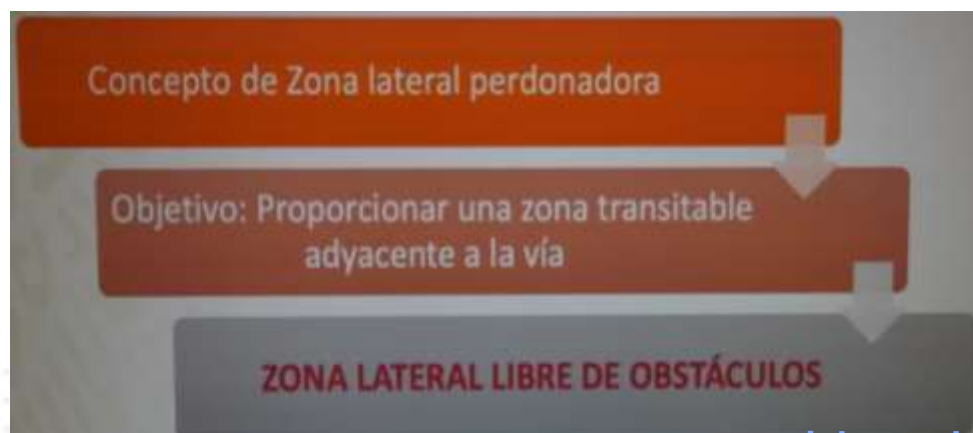 Concepto de Zona lateral perdonadora
Objetivo: Proporcionar una zona transitable
adyacente a la vía
ZONA LATERAL LIBRE DE OBSTÁCULOS